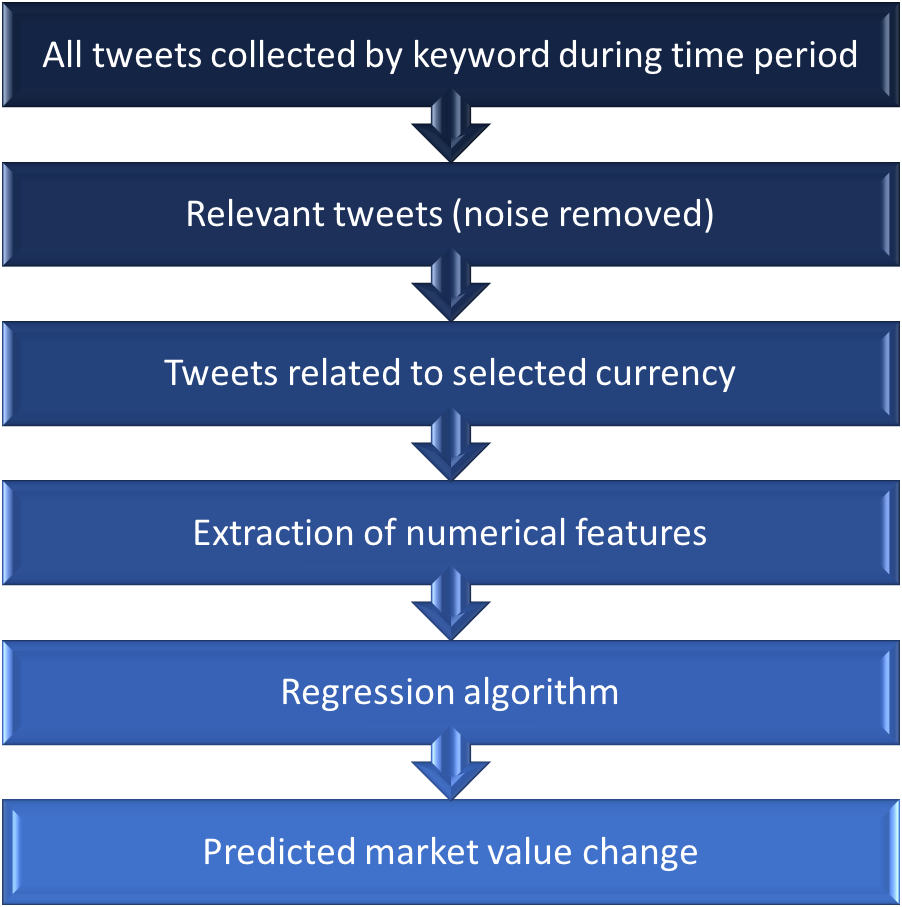 All tweets collected by keyword during time period
Relevant tweets (noise removed)
Tweets related to selected currency
Extraction of numerical features
Regression algorithm
Predicted market value change